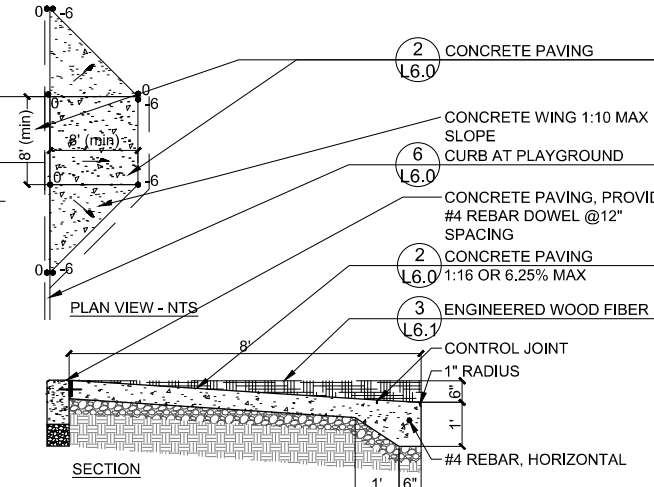 0 -6
2
L6.0
CONCRETE PAVING
0
0 -6
8' (min)
8' (min)
CONCRETE WING 1:10 MAX
SLOPE
6
L6.0
CURB AT PLAYGROUND
0 -6
CONCRETE PAVING, PROVID
#4 REBAR DOWEL @12"
SPACING
2
L6.0
CONCRETE PAVING
1:16 OR 6.25% MAX
0 -6
PLAN VIEW - NTS
3
L6.1
ENGINEERED WOOD FIBER
8'
CONTROL JOINT
1" RADIUS
6"
1'
#4 REBAR, HORIZONTAL
SECTION
1' 6"